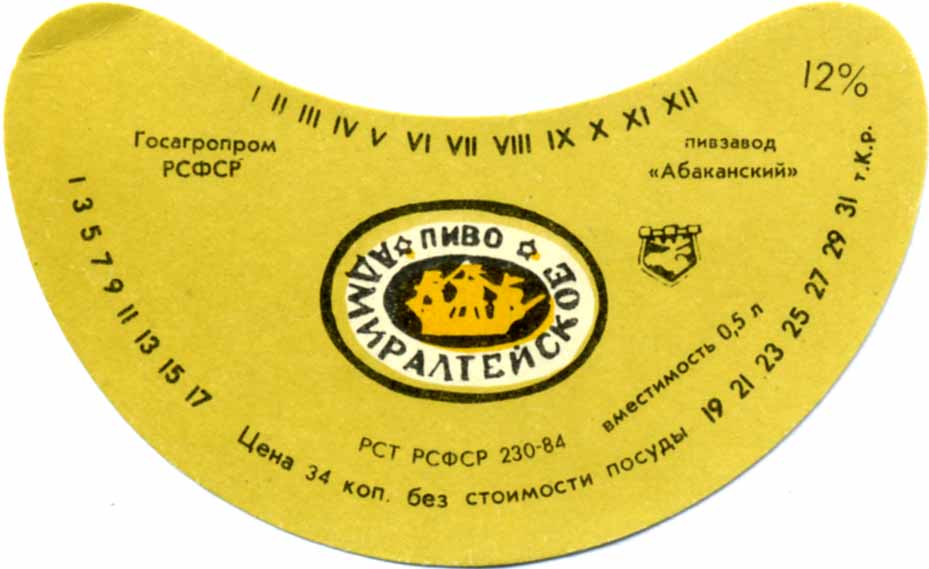 I II III IV V VI VII VIII IX X XI XII
12%
Госагропром
РСФСР
пивзавод
«Абаканский»
1 3 5 7 9 11 13 15 17
ПИВО
АДМИРАЛТЕЙСКОЕ
вместимость 0,5 л
19 21 23 25 27 29 31 т.К.р.
РСТ РСФСР 230-84
Цена 34 коп. без стоимости посуды